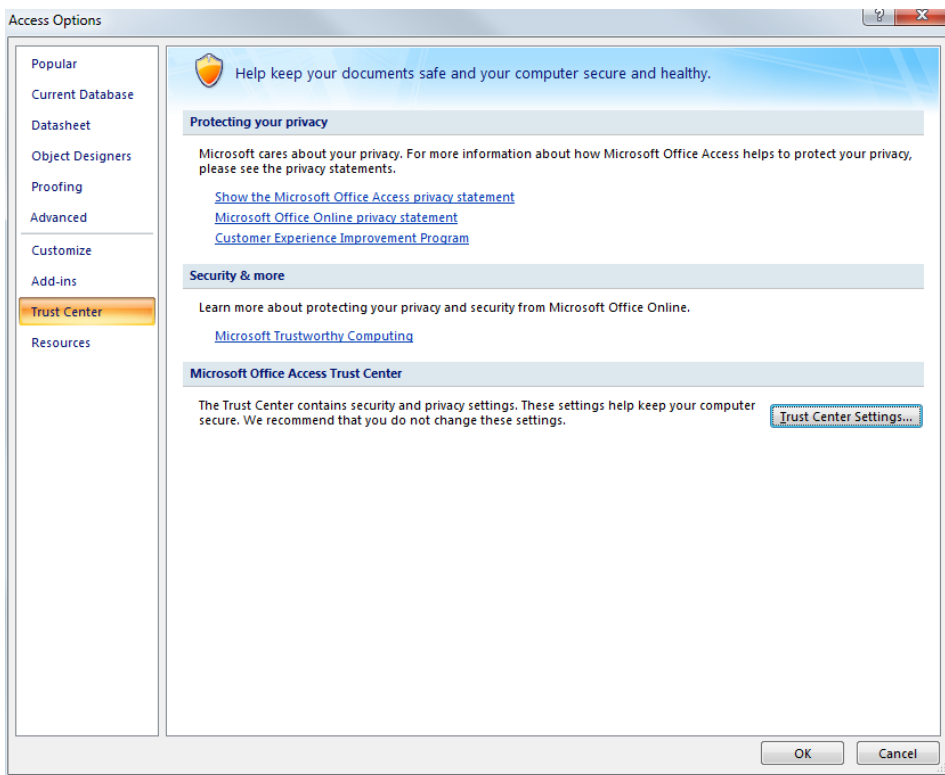 Access Options
?
X
Popular
Current Database
Datasheet
Object Designers
Proofing
Advanced
Customize
Add-ins
Trust Center
Resources
Help keep your documents safe and your computer secure and healthy.
Protecting your privacy
Microsoft cares about your privacy. For more information about how Microsoft Office Access helps to protect your privacy,
please see the privacy statements.
Show the Microsoft Office Access privacy statement
Microsoft Office Online privacy statement
Customer Experience Improvement Program
Security & more
Learn more about protecting your privacy and security from Microsoft Office Online.
Microsoft Trustworthy Computing
Microsoft Office Access Trust Center
The Trust Center contains security and privacy settings. These settings help keep your computer
secure. We recommend that you do not change these settings.
Trust Center Settings...
OK
Cancel